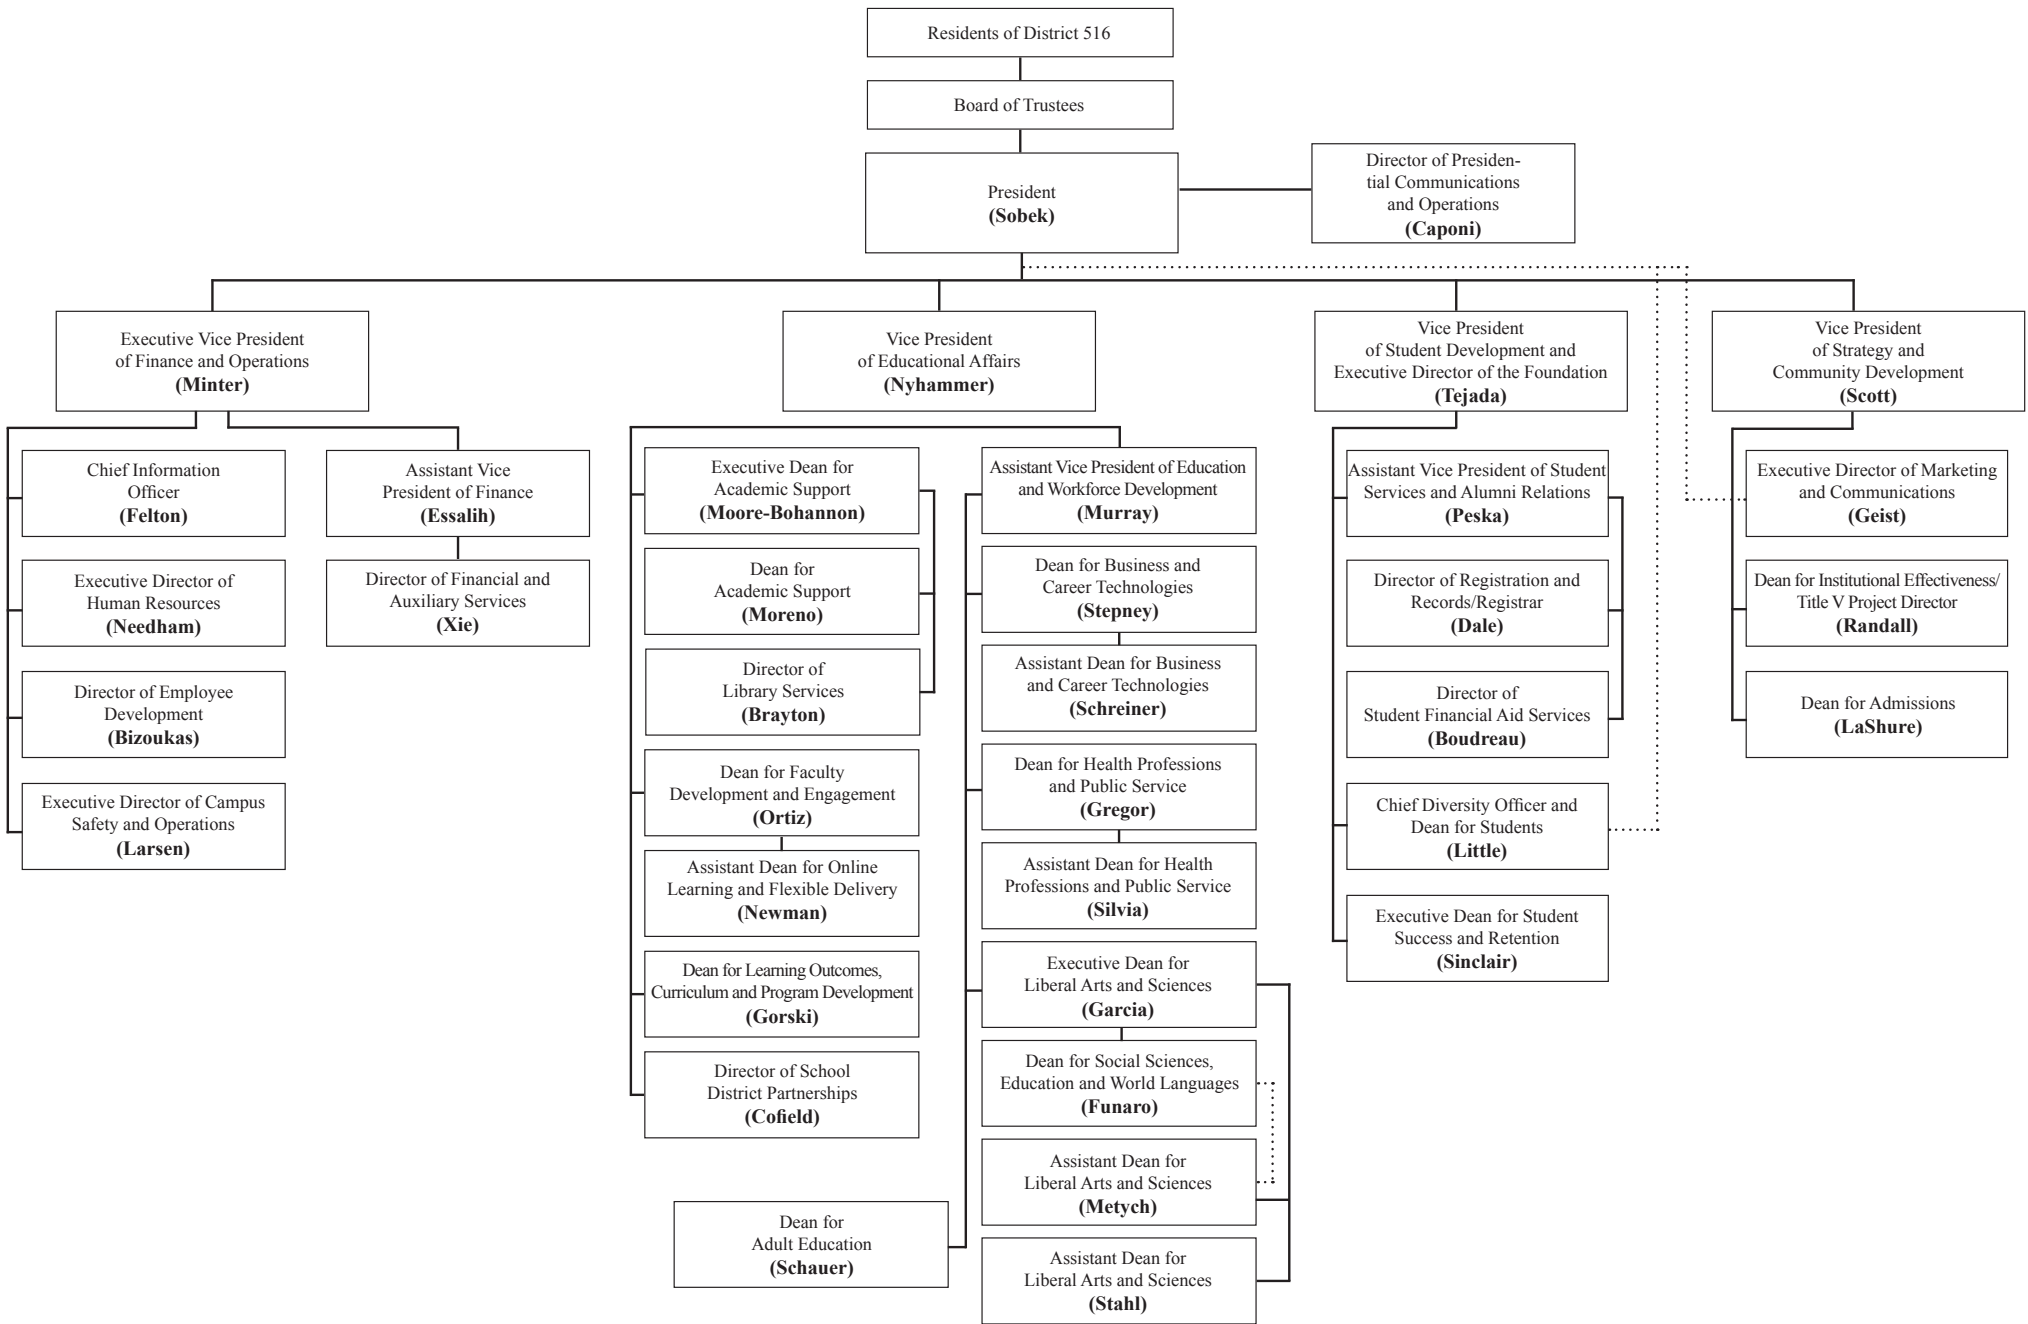 Residents of District 516
Board of Trustees
President
(Sobek)
Director of Presiden-
tial Communications
and Operations
(Caponi)
Executive Vice President
of Finance and Operations
(Minter)
Vice President
of Educational Affairs
(Nyhammer)
Vice President
of Student Development and
Executive Director of the Foundation
(Tejada)
Vice President
of Strategy and
Community Development
(Scott)
Chief Information
Officer
(Felton)
Executive Director of
Human Resources
(Needham)
Director of Employee
Development
(Bizoukas)
Executive Director of Campus
Safety and Operations
(Larsen)
Assistant Vice
President of Finance
(Essalih)
Director of Financial and
Auxiliary Services
(Xie)
Executive Dean for
Academic Support
(Moore-Bohannon)
Dean for
Academic Support
(Moreno)
Director of
Library Services
(Brayton)
Dean for Faculty
Development and Engagement
(Ortiz)
Assistant Dean for Online
Learning and Flexible Delivery
(Newman)
Dean for Learning Outcomes,
Curriculum and Program Development
(Gorski)
Director of School
District Partnerships
(Cofield)
Dean for
Adult Education
(Schauer)
Assistant Vice President of Education
and Workforce Development
(Murray)
Dean for Business and
Career Technologies
(Stepney)
Assistant Dean for Business
and Career Technologies
(Schreiner)
Dean for Health Professions
and Public Service
(Gregor)
Assistant Dean for Health
Professions and Public Service
(Silvia)
Executive Dean for
Liberal Arts and Sciences
(Garcia)
Dean for Social Sciences,
Education and World Languages
(Funaro)
Assistant Dean for
Liberal Arts and Sciences
(Metych)
Assistant Dean for
Liberal Arts and Sciences
(Stahl)
Assistant Vice President of Student
Services and Alumni Relations
(Peska)
Director of Registration and
Records/Registrar
(Dale)
Director of
Student Financial Aid Services
(Boudreau)
Chief Diversity Officer and
Dean for Students
(Little)
Executive Dean for Student
Success and Retention
(Sinclair)
Executive Director of Marketing
and Communications
(Geist)
Dean for Institutional Effectiveness/
Title V Project Director
(Randall)
Dean for Admissions
(LaShure)